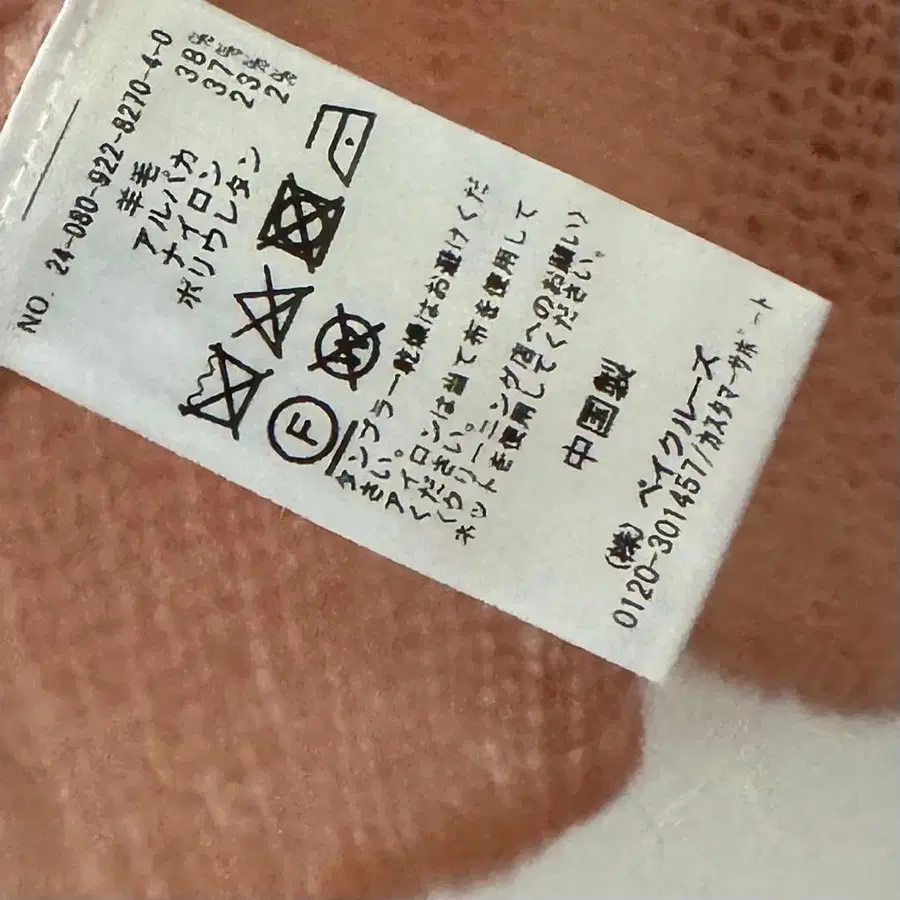 NO. 24-080-922-8270-4-0
羊毛 38%
アルパカ 37%
ナイロン 23%
ポリウレタン 2%
F
W
タンブラー乾燥はお避けくだ
さい。
アイロンは当て布を使用して
ください。
(クリーニング店へのお願い)
ネットを使用してください。
中国製
(株) ベイクルーズ
0120-301457/カスタマーサポート